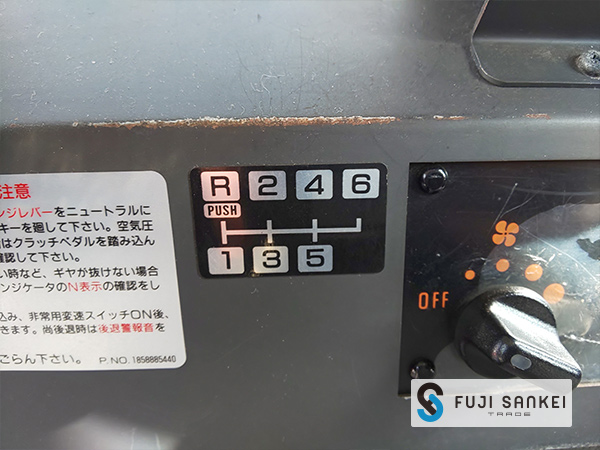 注意
ンジレバーをニュートラルに
キーを廻して下さい。空気圧
はクラッチペダルを踏み込ん
確認して下さい。
い時など、ギヤが抜けない場合
インジケータのN表示の確認をし
込み、非常用変速スイッチON後、
きます。尚後退時は後退警報音を
ごらん下さい。
P.NO.1858885440
R 2 4 6
PUSH
1 3 5
OFF
FUJI SANKEI
TRADE